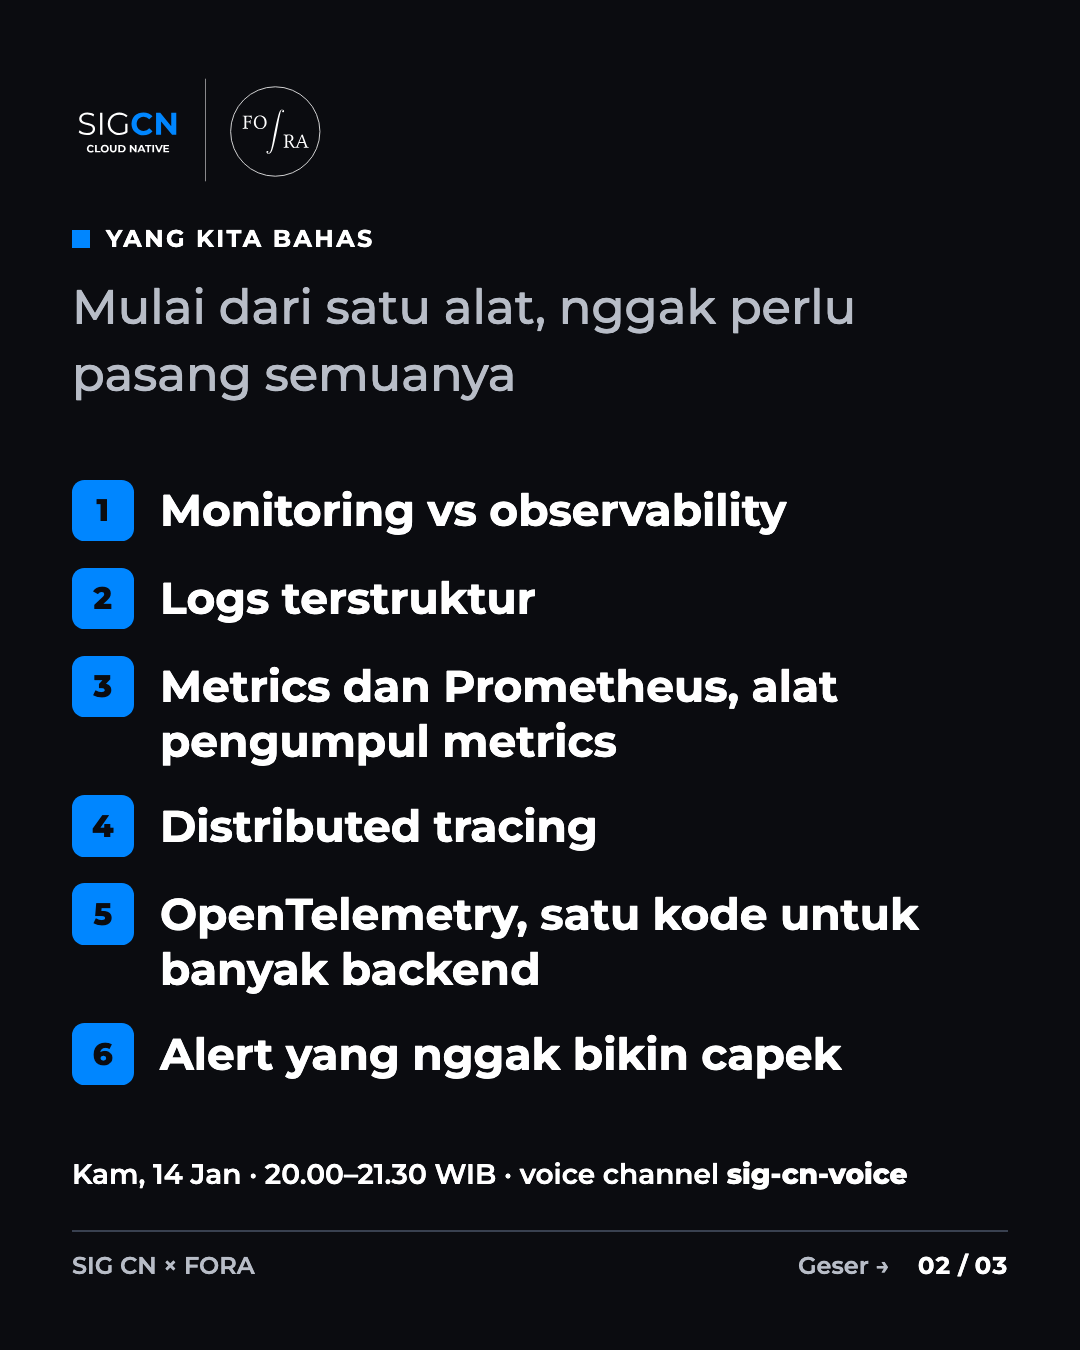 SIGCN
CLOUD NATIVE
FO
RA
YANG KITA BAHAS
Mulai dari satu alat, nggak perlu
pasang semuanya
1 Monitoring vs observability
2 Logs terstruktur
3 Metrics dan Prometheus, alat
pengumpul metrics
4 Distributed tracing
5 OpenTelemetry, satu kode untuk
banyak backend
6 Alert yang nggak bikin capek
Kam, 14 Jan · 20.00–21.30 WIB · voice channel sig-cn-voice
SIG CN × FORA
Geser → 02 / 03